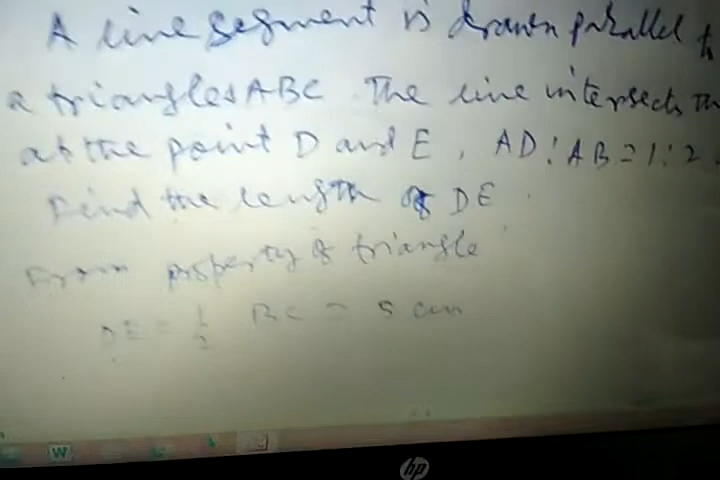 A line segment is drawn parallel to
a triangles ABC The line intersects
at the point D and E, AD:AB=1:2.
Find the length of DE.
From property of triangle
DE = 1/2 BC = 5 cm
W
hp